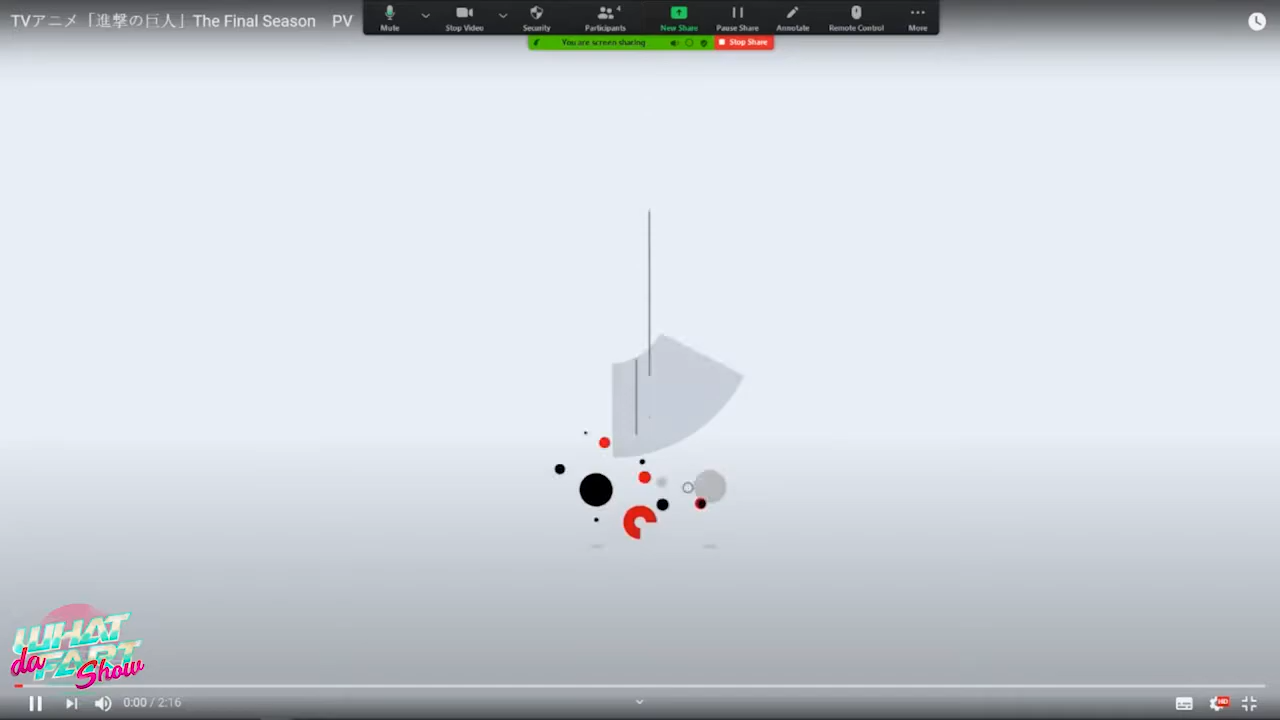 TVアニメ「進撃の巨人」The Final Season　PV
Mute
Stop Video
Security
Participants
4
New Share
Pause Share
Annotate
Remote Control
More
You are screen sharing
Stop Share
WHAT
da FART
Show
0:00 / 2:16
HD